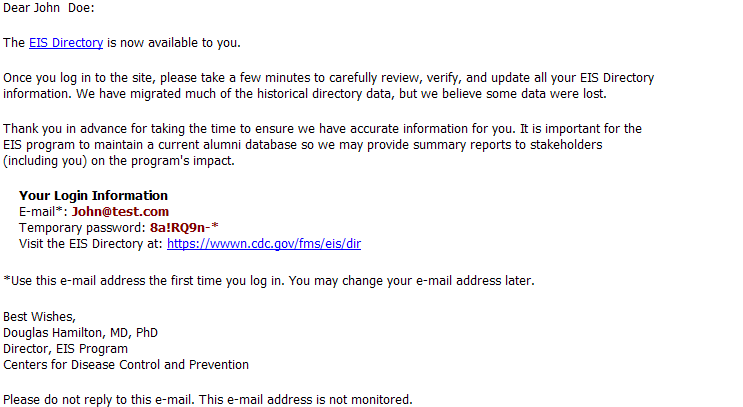 Dear John  Doe:
The EIS Directory is now available to you.
Once you log in to the site, please take a few minutes to carefully review, verify, and update all your EIS Directory
information. We have migrated much of the historical directory data, but we believe some data were lost.
Thank you in advance for taking the time to ensure we have accurate information for you. It is important for the
EIS program to maintain a current alumni database so we may provide summary reports to stakeholders
(including you) on the program's impact.
Your Login Information
E-mail*: John@test.com
Temporary password: 8a!RQ9n-*
Visit the EIS Directory at: https://wwwn.cdc.gov/fms/eis/dir
*Use this e-mail address the first time you log in. You may change your e-mail address later.
Best Wishes,
Douglas Hamilton, MD, PhD
Director, EIS Program
Centers for Disease Control and Prevention
Please do not reply to this e-mail. This e-mail address is not monitored.